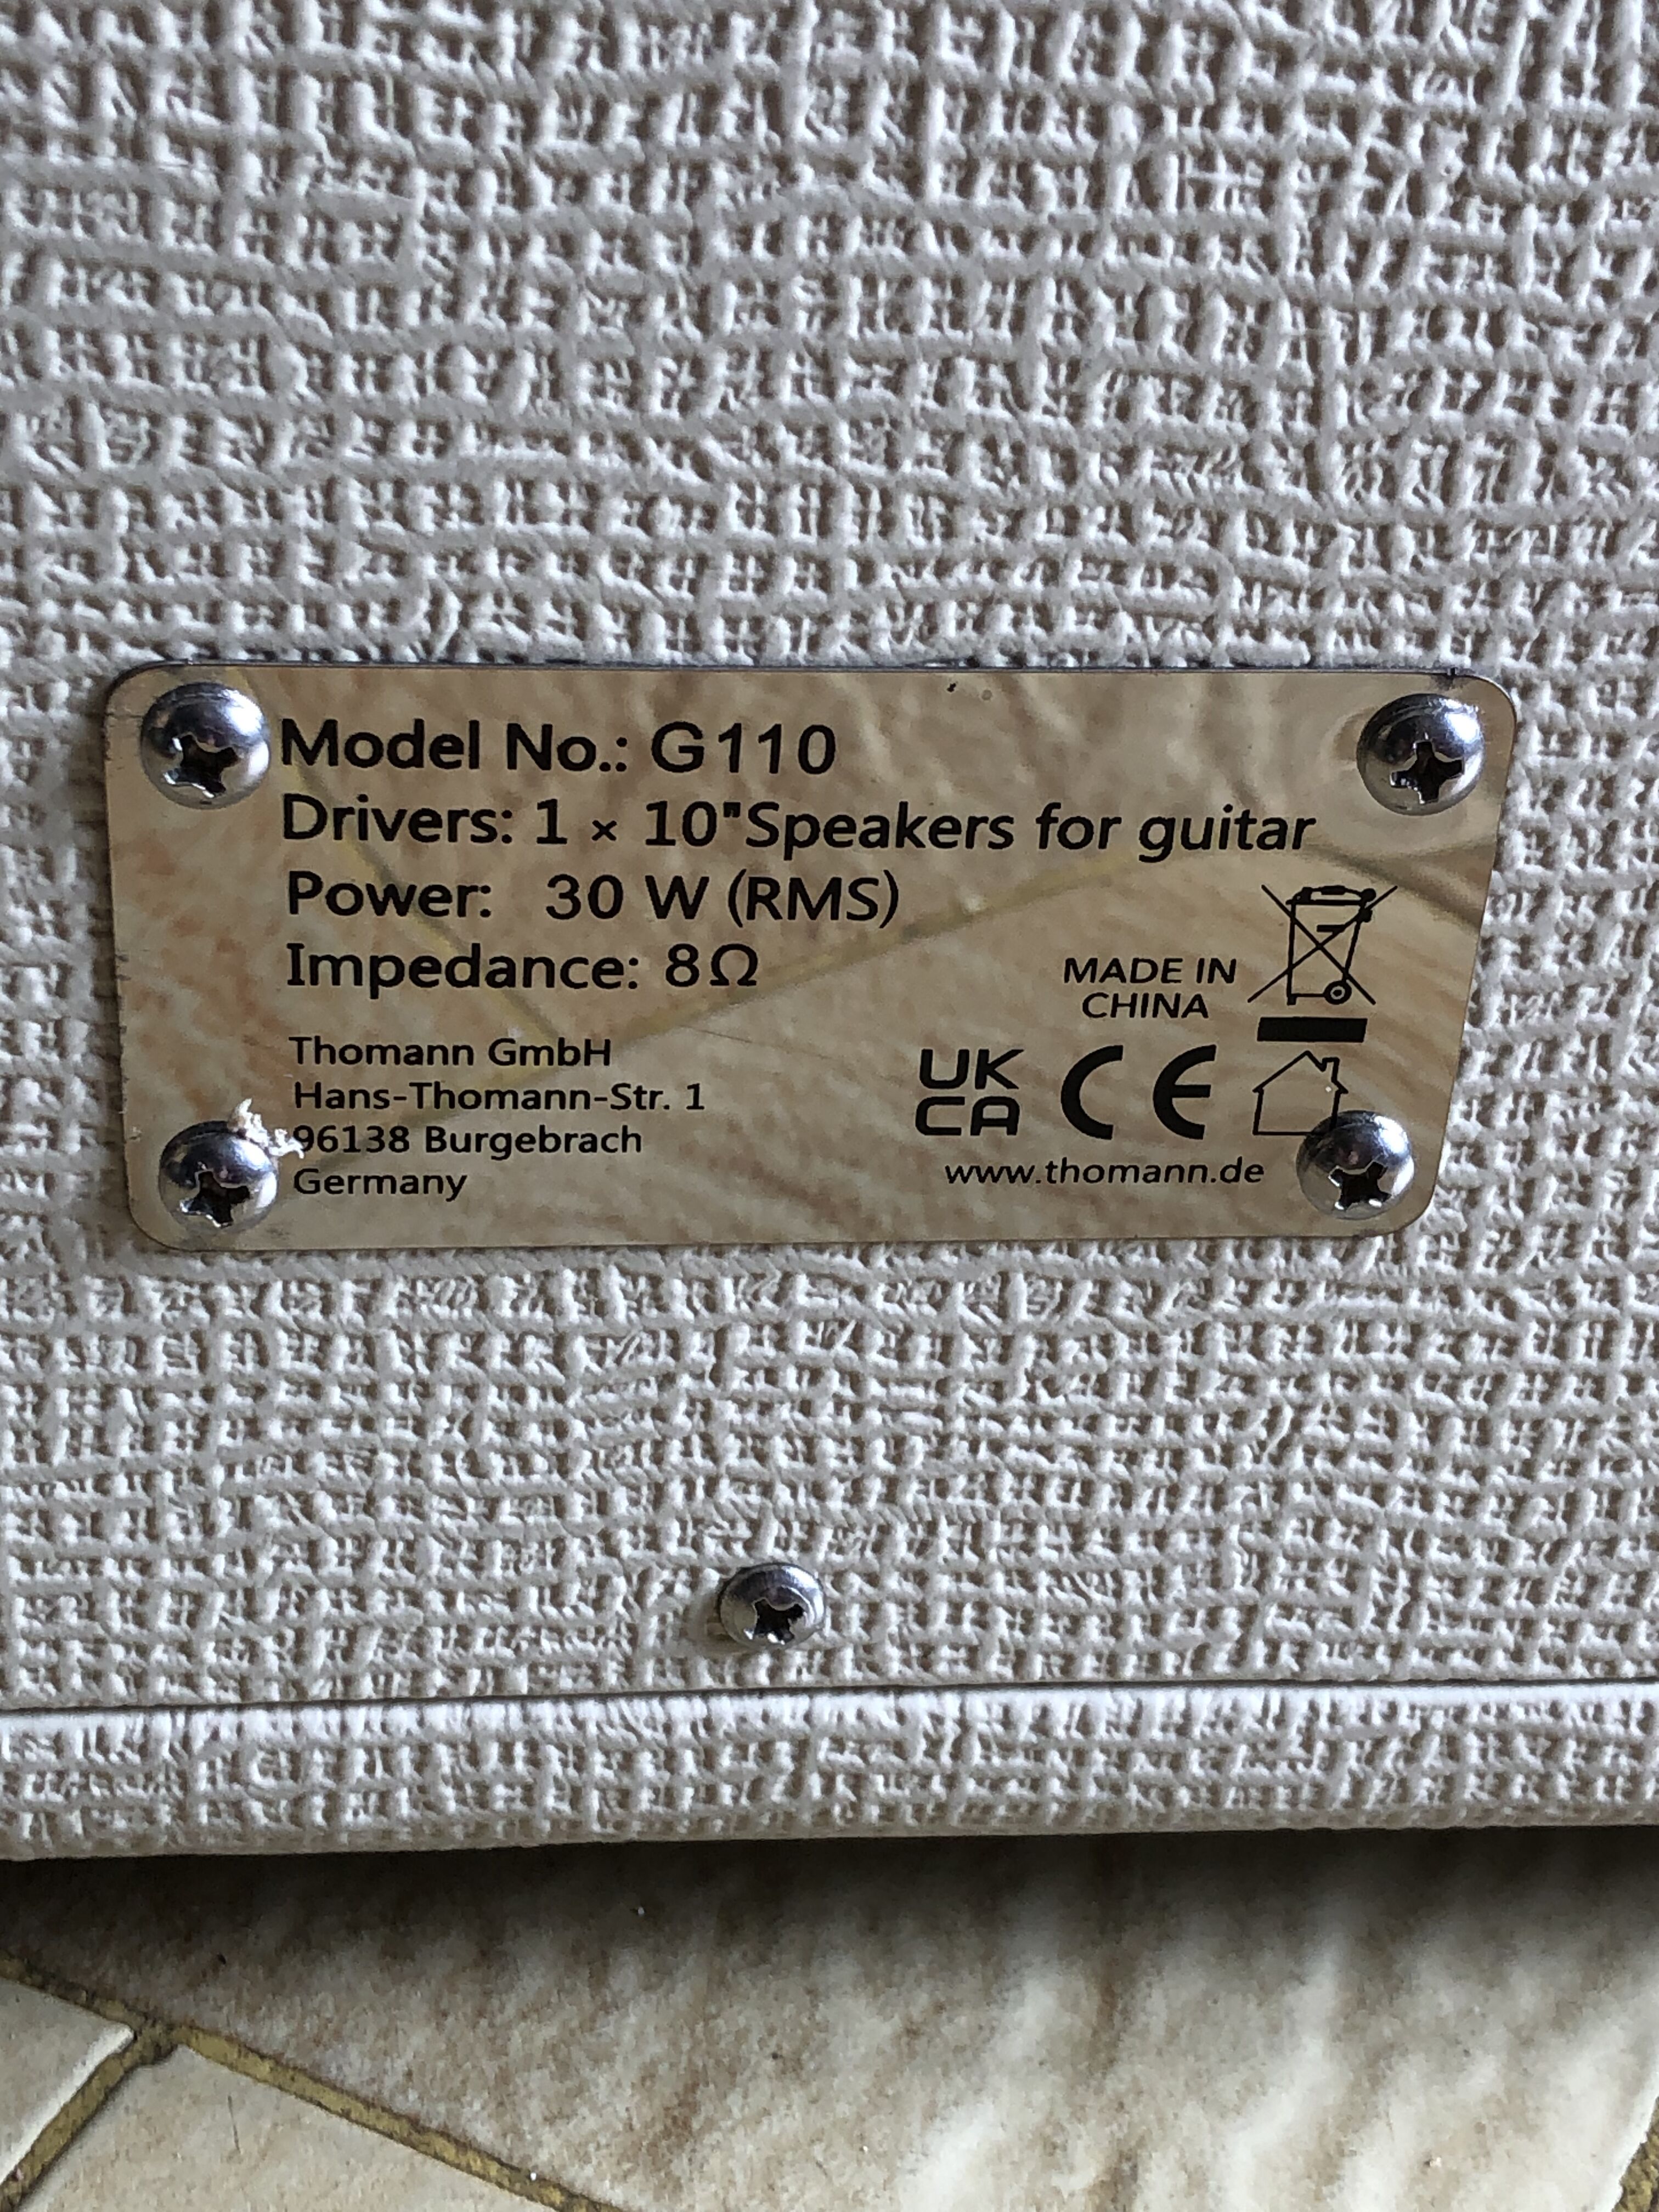 Model No.: G110
Drivers: 1 × 10"Speakers for guitar
Power: 30 W (RMS)
Impedance: 8Ω
MADE IN
CHINA
Thomann GmbH
Hans-Thomann-Str. 1
96138 Burgebrach
Germany
UK
CA
CE
www.thomann.de